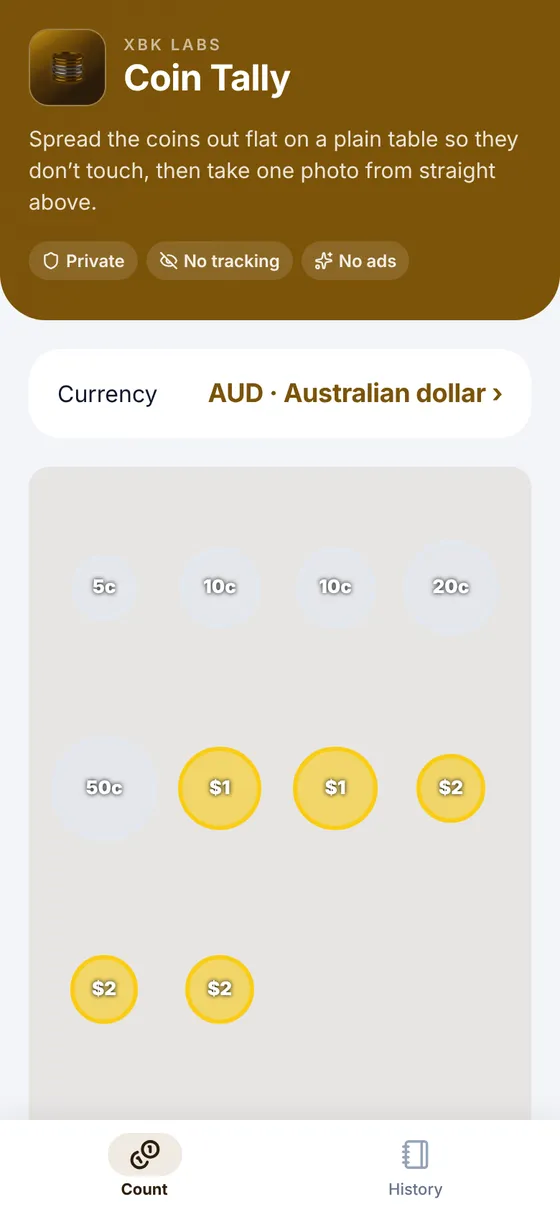 XBK LABS
Coin Tally
Spread the coins out flat on a plain table so they
don’t touch, then take one photo from straight
above.
Private
No tracking
No ads
Currency
AUD · Australian dollar ›
5c
10c
10c
20c
50c
$1
$1
$2
$2
$2
Count
History